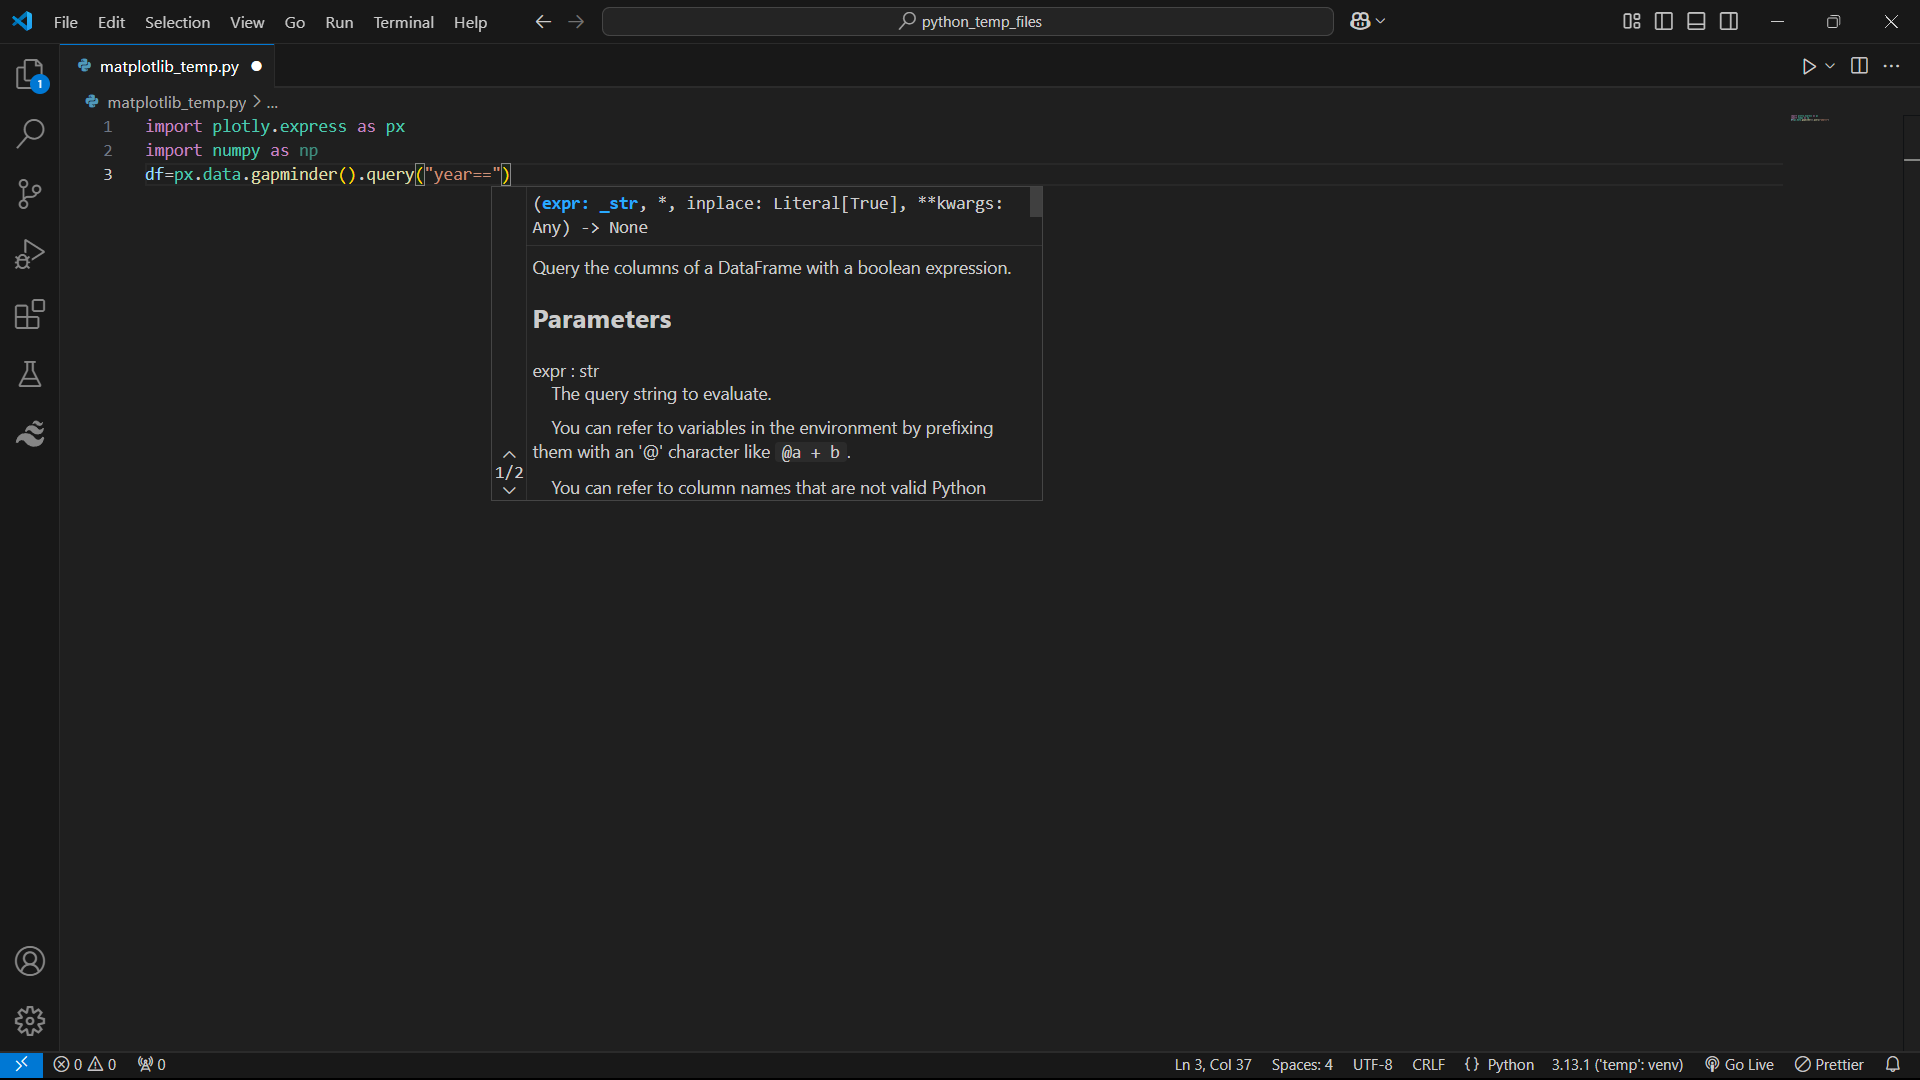 File Edit Selection View Go Run Terminal Help
python_temp_files
matplotlib_temp.py
1
matplotlib_temp.py > ...
1 import plotly.express as px
2 import numpy as np
3 df=px.data.gapminder().query("year==")
(expr: _str, *, inplace: Literal[True], **kwargs:
Any) -> None
Query the columns of a DataFrame with a boolean expression.
Parameters
expr : str
The query string to evaluate.
You can refer to variables in the environment by prefixing
them with an '@' character like @a + b .
1/2
You can refer to column names that are not valid Python
0 0 0
Ln 3, Col 37 Spaces: 4 UTF-8 CRLF {} Python 3.13.1 ('temp': venv) Go Live Prettier